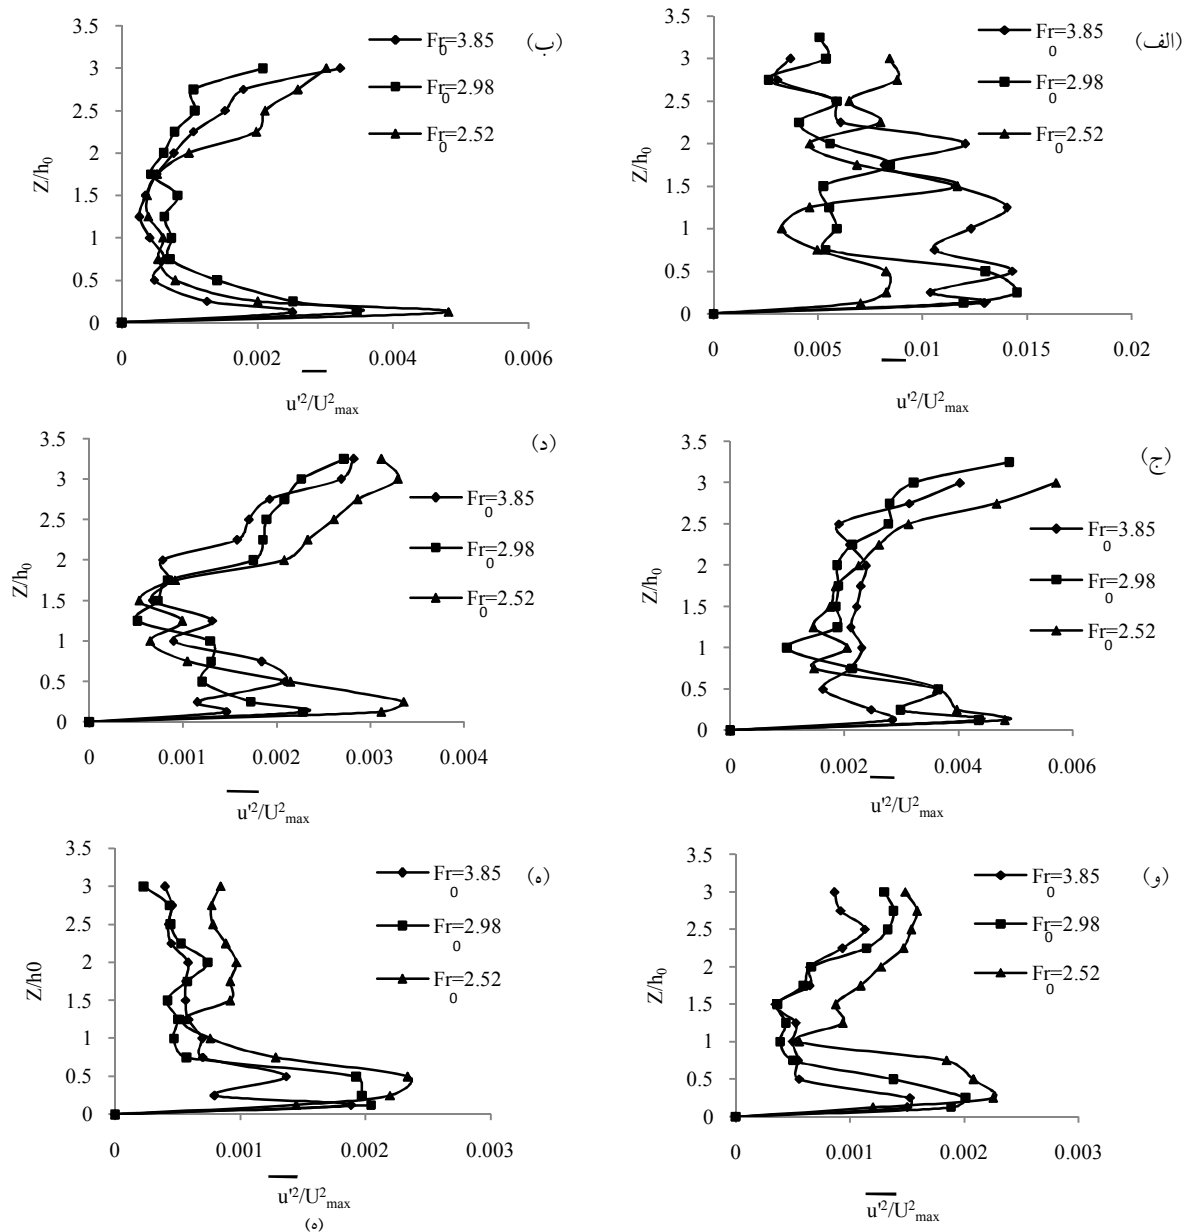 (الف)
Fr₀=3.85
Fr₀=2.98
Fr₀=2.52
Z/h₀
3.5
3
2.5
2
1.5
1
0.5
0
0 0.005 0.01 0.015 0.02
u'²/U²max
(ب)
Fr₀=3.85
Fr₀=2.98
Fr₀=2.52
Z/h₀
3.5
3
2.5
2
1.5
1
0.5
0
0 0.002 0.004 0.006
u'²/U²max
(ج)
Fr₀=3.85
Fr₀=2.98
Fr₀=2.52
Z/h₀
3.5
3
2.5
2
1.5
1
0.5
0
0 0.002 0.004 0.006
u'²/U²max
(د)
Fr₀=3.85
Fr₀=2.98
Fr₀=2.52
Z/h₀
3.5
3
2.5
2
1.5
1
0.5
0
0 0.001 0.002 0.003 0.004
u'²/U²max
(و)
Fr₀=3.85
Fr₀=2.98
Fr₀=2.52
Z/h₀
3.5
3
2.5
2
1.5
1
0.5
0
0 0.001 0.002 0.003
u'²/U²max
(ه)
Fr₀=3.85
Fr₀=2.98
Fr₀=2.52
Z/h0
3.5
3
2.5
2
1.5
1
0.5
0
0 0.001 0.002 0.003
u'²/U²max
(ه)